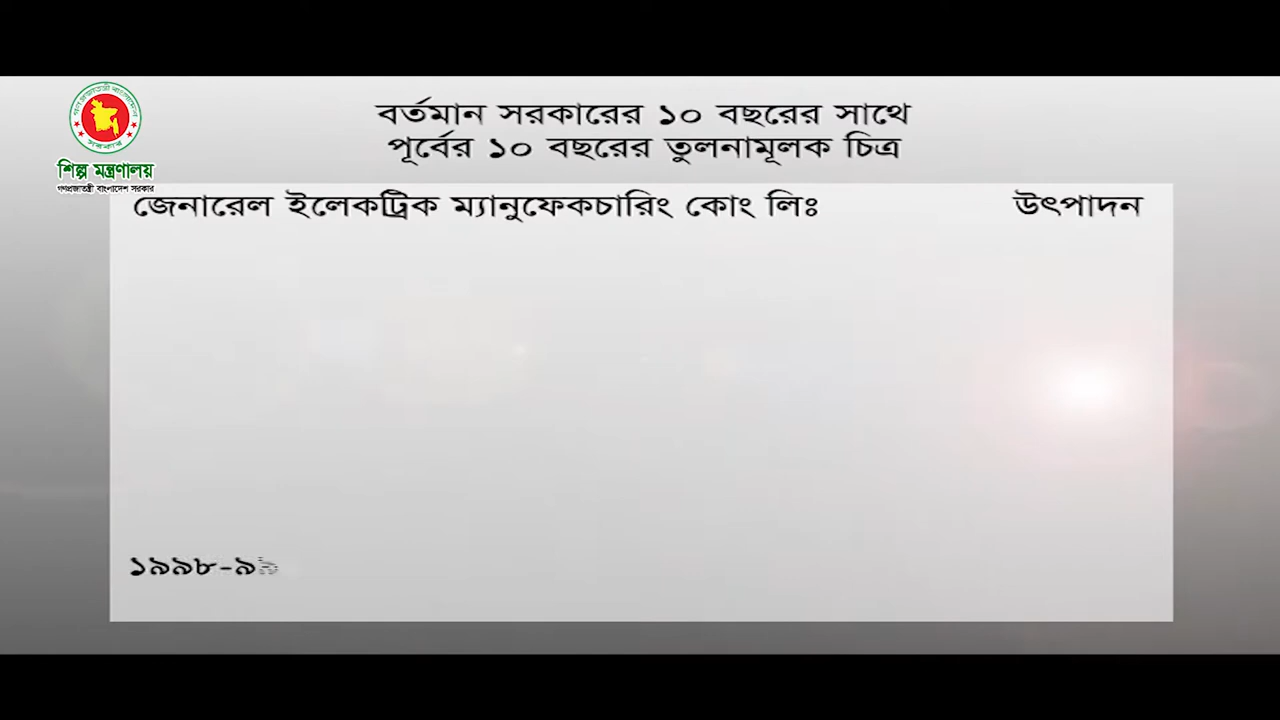 বর্তমান সরকারের ১০ বছরের সাথে
পূর্বের ১০ বছরের তুলনামূলক চিত্র
শিল্প মন্ত্রণালয়
গণপ্রজাতন্ত্রী বাংলাদেশ সরকার
জেনারেল ইলেকট্রিক ম্যানুফেকচারিং কোং লিঃ
উৎপাদন
১৯৯৮-৯৯